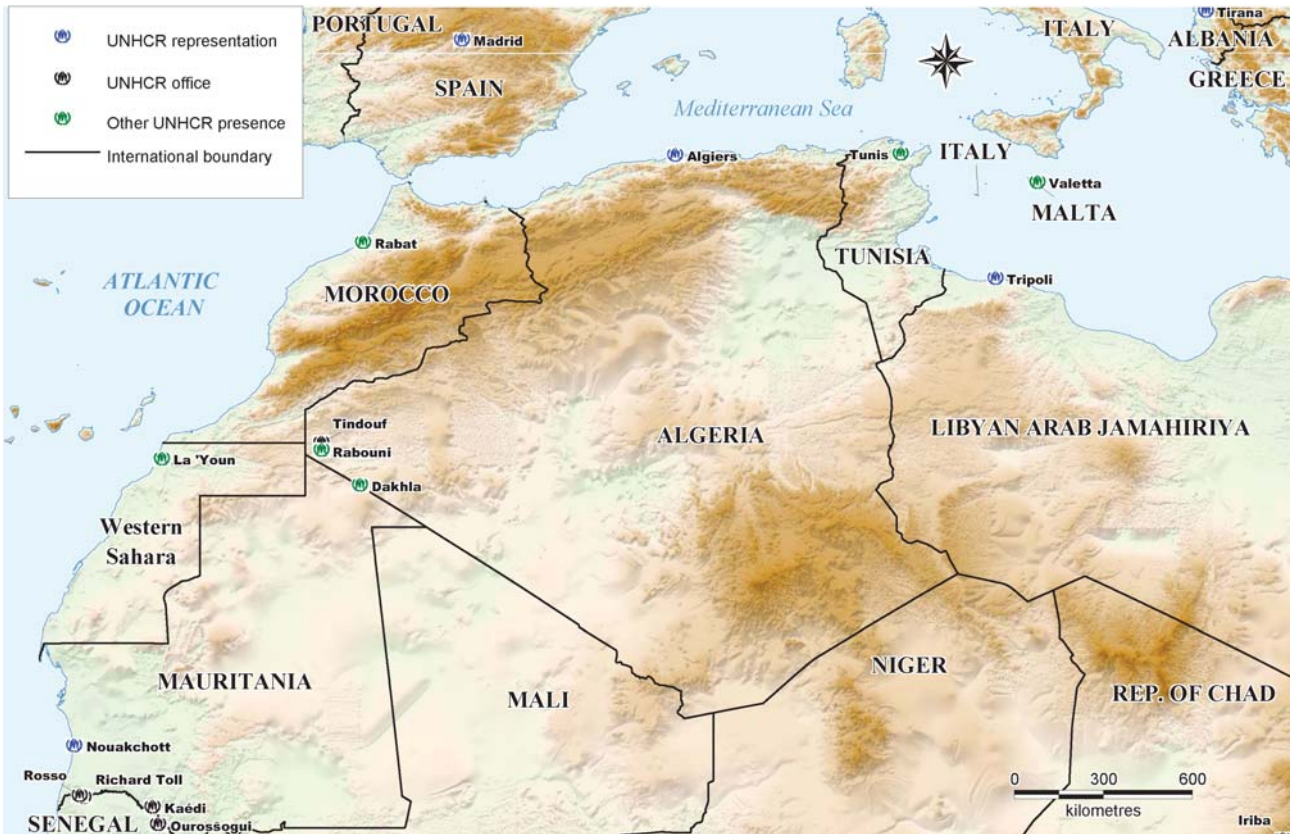 UNHCR representation
UNHCR office
Other UNHCR presence
International boundary
PORTUGAL
Madrid
SPAIN
ITALY
Tirana
ALBANIA
GREECE
Mediterranean Sea
Algiers
Tunis
ITALY
Valetta
MALTA
Rabat
TUNISIA
Tripoli
ATLANTIC
OCEAN
MOROCCO
Tindouf
Rabouni
ALGERIA
LIBYAN ARAB JAMAHIRIYA
La 'Youn
Dakhla
Western
Sahara
MAURITANIA
MALI
NIGER
REP. OF CHAD
Nouakchott
Rosso
Richard Toll
Kaédi
SENEGAL
Ourossogui
0 300 600
kilometres
Iriba